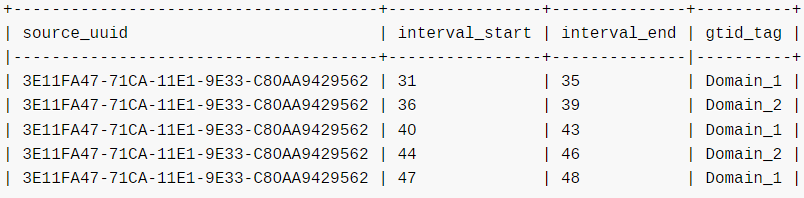 +--------------------------------------+----------------+--------------+----------+
| source_uuid                          | interval_start | interval_end | gtid_tag |
|--------------------------------------+----------------+--------------|----------+
| 3E11FA47-71CA-11E1-9E33-C80AA9429562 | 31             | 35           | Domain_1 |
| 3E11FA47-71CA-11E1-9E33-C80AA9429562 | 36             | 39           | Domain_2 |
| 3E11FA47-71CA-11E1-9E33-C80AA9429562 | 40             | 43           | Domain_1 |
| 3E11FA47-71CA-11E1-9E33-C80AA9429562 | 44             | 46           | Domain_2 |
| 3E11FA47-71CA-11E1-9E33-C80AA9429562 | 47             | 48           | Domain_1 |